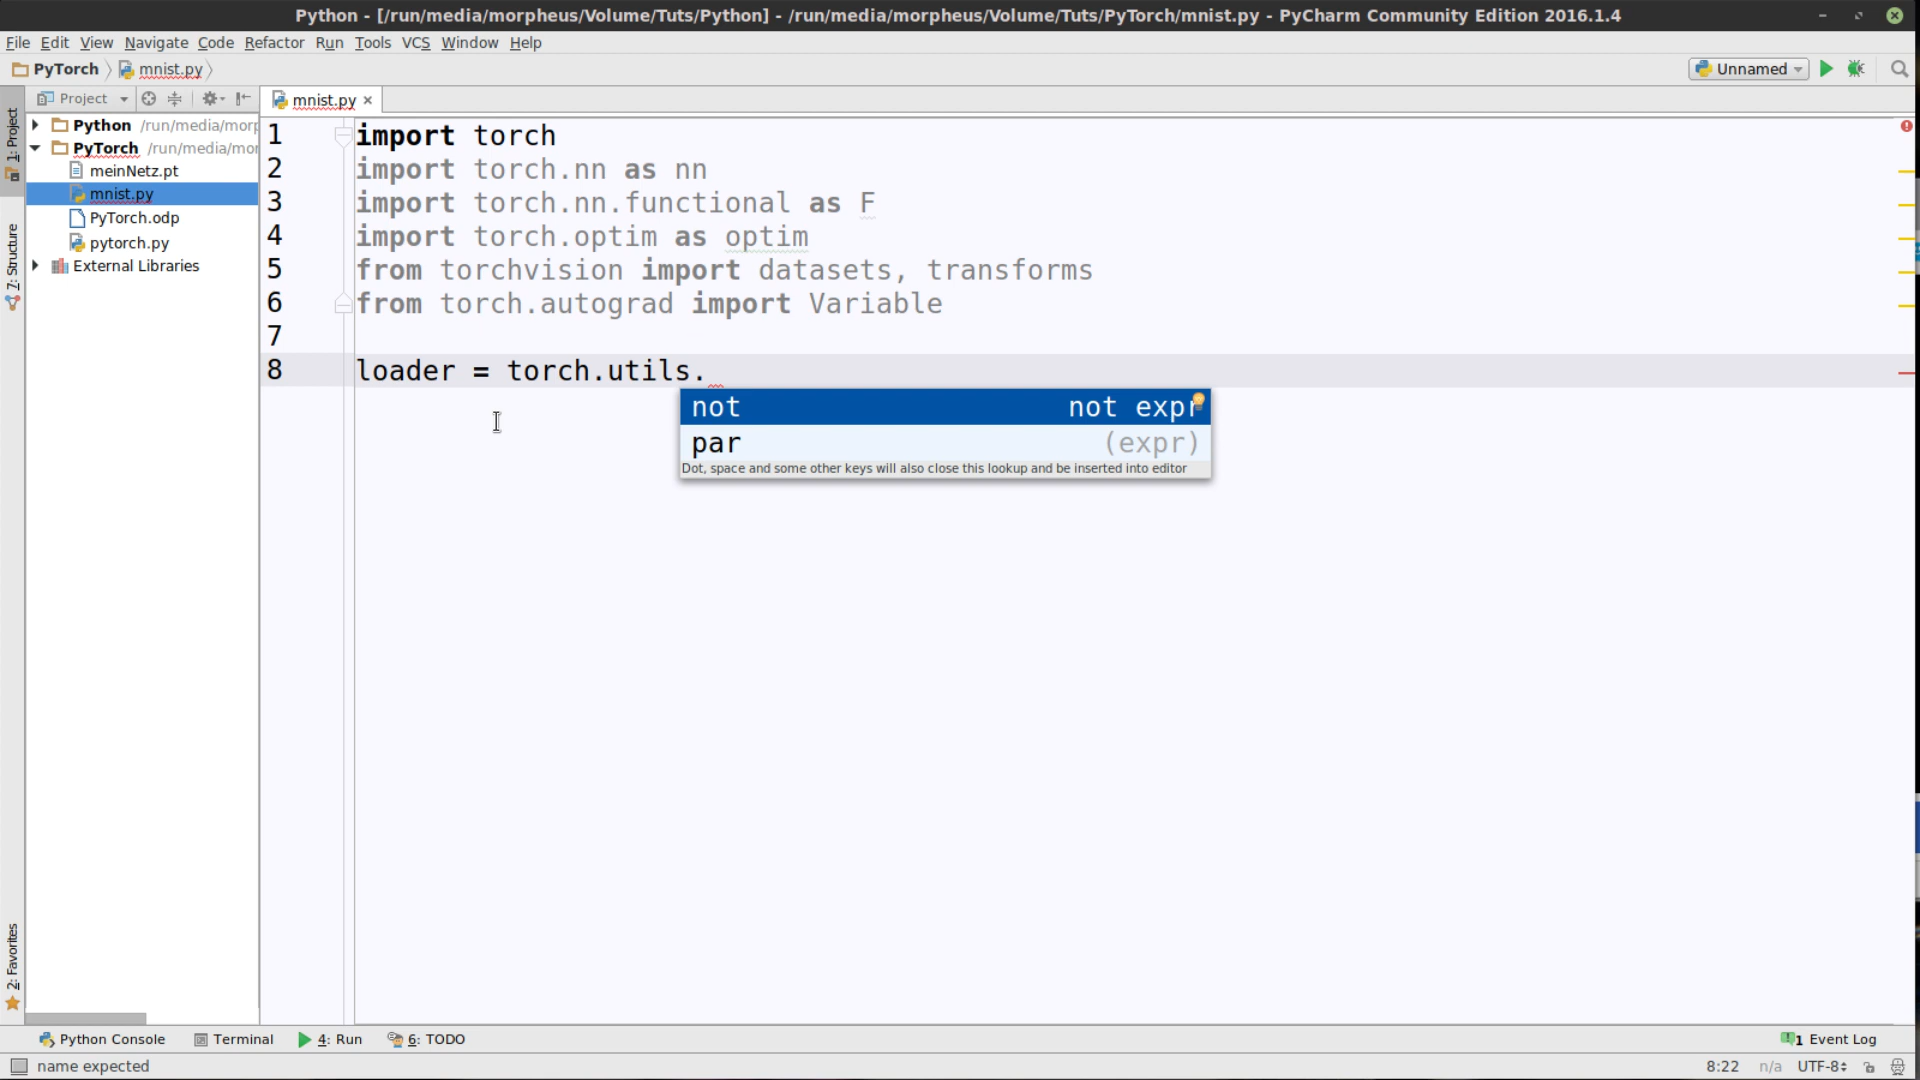 Python - [/run/media/morpheus/Volume/Tuts/Python] - /run/media/morpheus/Volume/Tuts/PyTorch/mnist.py - PyCharm Community Edition 2016.1.4
File Edit View Navigate Code Refactor Run Tools VCS Window Help
PyTorch mnist.py Unnamed
Project mnist.py
1: Project
7: Structure
2: Favorites
Python /run/media/morp
PyTorch /run/media/mor
meinNetz.pt
mnist.py
PyTorch.odp
pytorch.py
External Libraries
1 import torch
2 import torch.nn as nn
3 import torch.nn.functional as F
4 import torch.optim as optim
5 from torchvision import datasets, transforms
6 from torch.autograd import Variable
7
8 loader = torch.utils.
not not expr
par (expr)
Dot, space and some other keys will also close this lookup and be inserted into editor
Python Console Terminal 4: Run 6: TODO 1 Event Log
name expected 8:22 n/a UTF-8